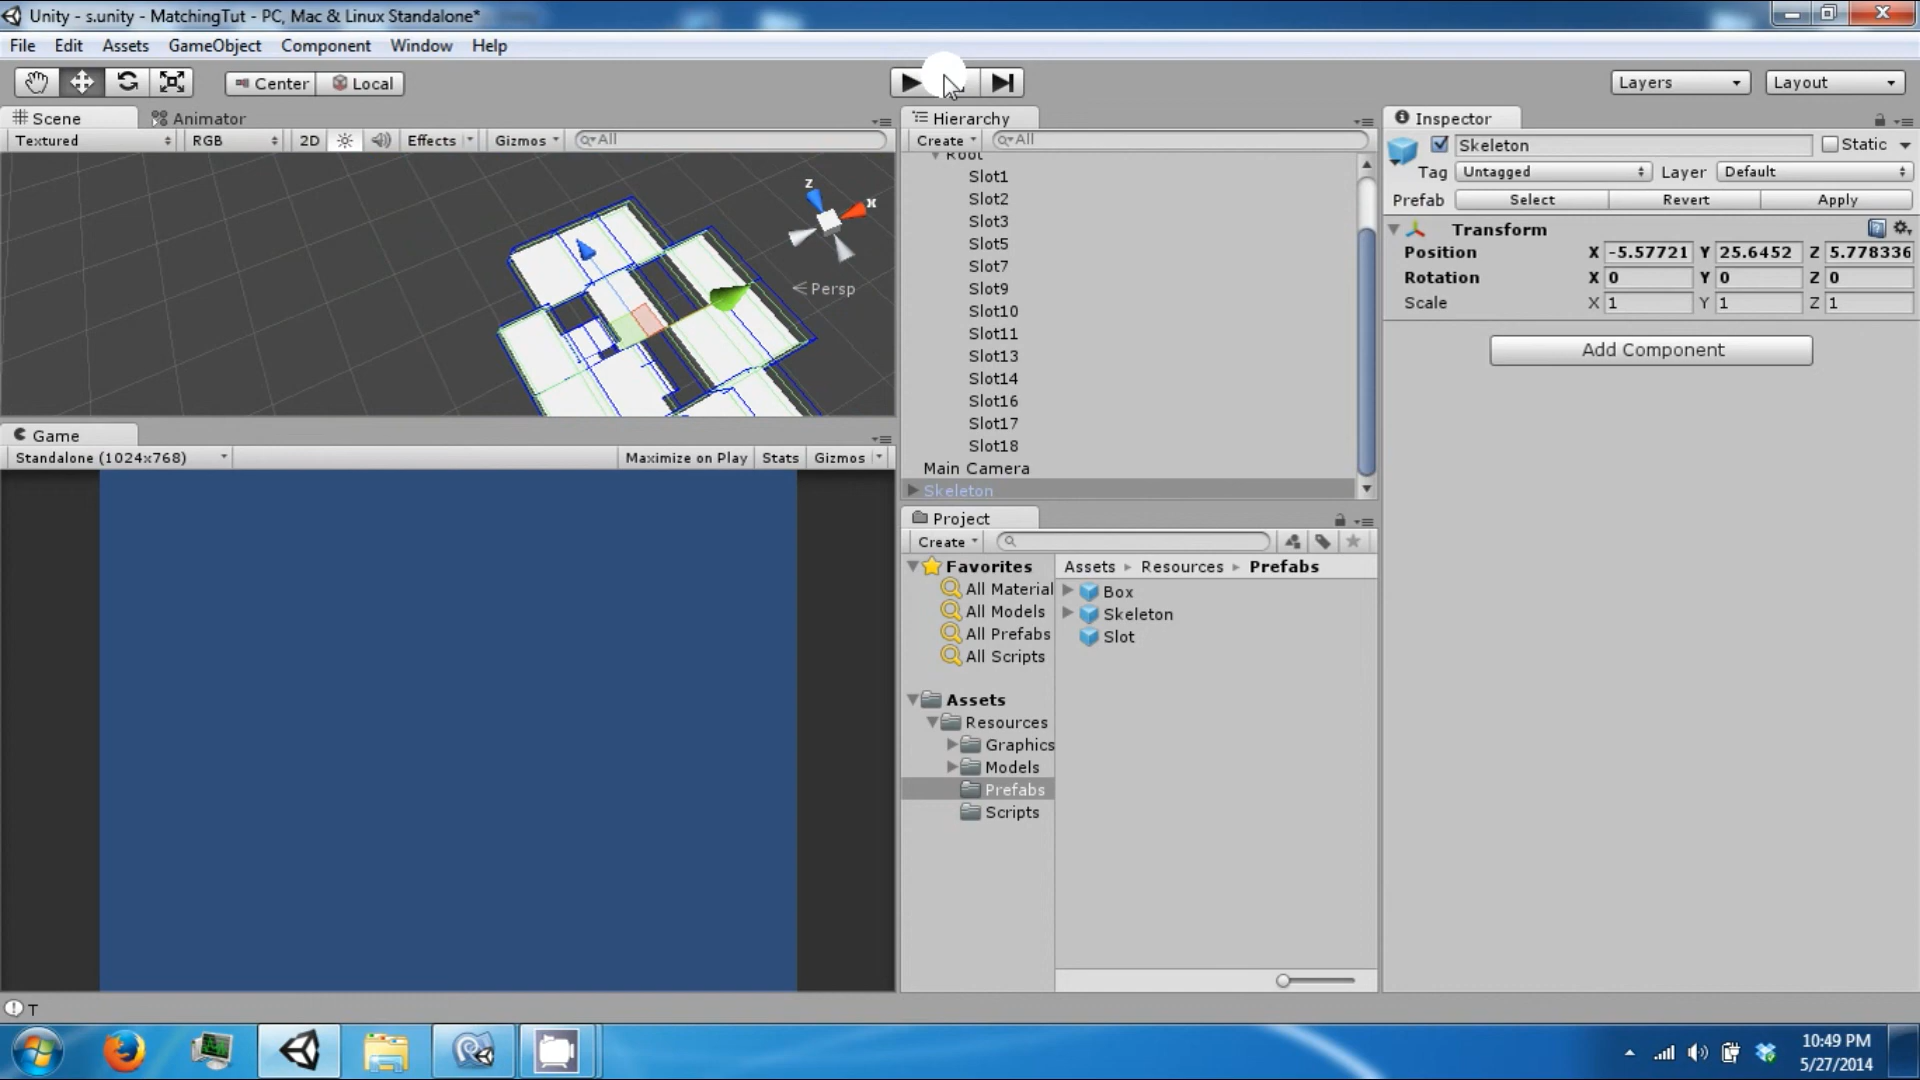 Unity - s.unity - MatchingTut - PC, Mac & Linux Standalone*
File Edit Assets GameObject Component Window Help
Center Local
Layers Layout
Scene Animator
Textured RGB 2D Effects Gizmos All
z x
Persp
Game
Standalone (1024x768) Maximize on Play Stats Gizmos
Hierarchy
Create All
Root
Slot1
Slot2
Slot3
Slot5
Slot7
Slot9
Slot10
Slot11
Slot13
Slot14
Slot16
Slot17
Slot18
Main Camera
Skeleton
Project
Create
Favorites
All Material
All Models
All Prefabs
All Scripts
Assets
Resources
Graphics
Models
Prefabs
Scripts
Assets Resources Prefabs
Box
Skeleton
Slot
Inspector
Skeleton Static
Tag Untagged Layer Default
Prefab Select Revert Apply
Transform
Position X -5.57721 Y 25.6452 Z 5.778336
Rotation X 0 Y 0 Z 0
Scale X 1 Y 1 Z 1
Add Component
T
10:49 PM
5/27/2014